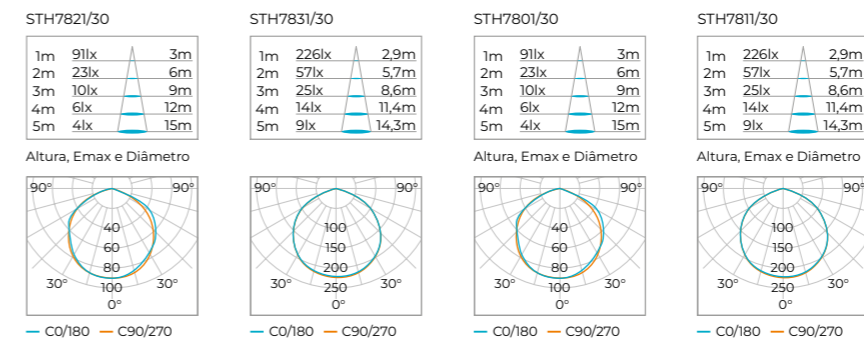 STH7821/30
1m 91lx 3m
2m 23lx 6m
3m 10lx 9m
4m 6lx 12m
5m 4lx 15m
Altura, Emax e Diâmetro
90° 90°
40
60
80
30° 100 30°
0°
C0/180 C90/270
STH7831/30
1m 226lx 2,9m
2m 57lx 5,7m
3m 25lx 8,6m
4m 14lx 11,4m
5m 9lx 14,3m
90° 90°
100
150
200
30° 250 30°
0°
C0/180 C90/270
STH7801/30
1m 91lx 3m
2m 23lx 6m
3m 10lx 9m
4m 6lx 12m
5m 4lx 15m
Altura, Emax e Diâmetro
90° 90°
40
60
80
30° 100 30°
0°
C0/180 C90/270
STH7811/30
1m 226lx 2,9m
2m 57lx 5,7m
3m 25lx 8,6m
4m 14lx 11,4m
5m 9lx 14,3m
Altura, Emax e Diâmetro
90° 90°
100
150
200
30° 250 30°
0°
C0/180 C90/270